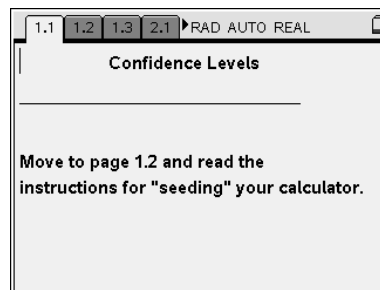 1.1 1.2 1.3 2.1 RAD AUTO REAL
Confidence Levels
Move to page 1.2 and read the
instructions for "seeding" your calculator.